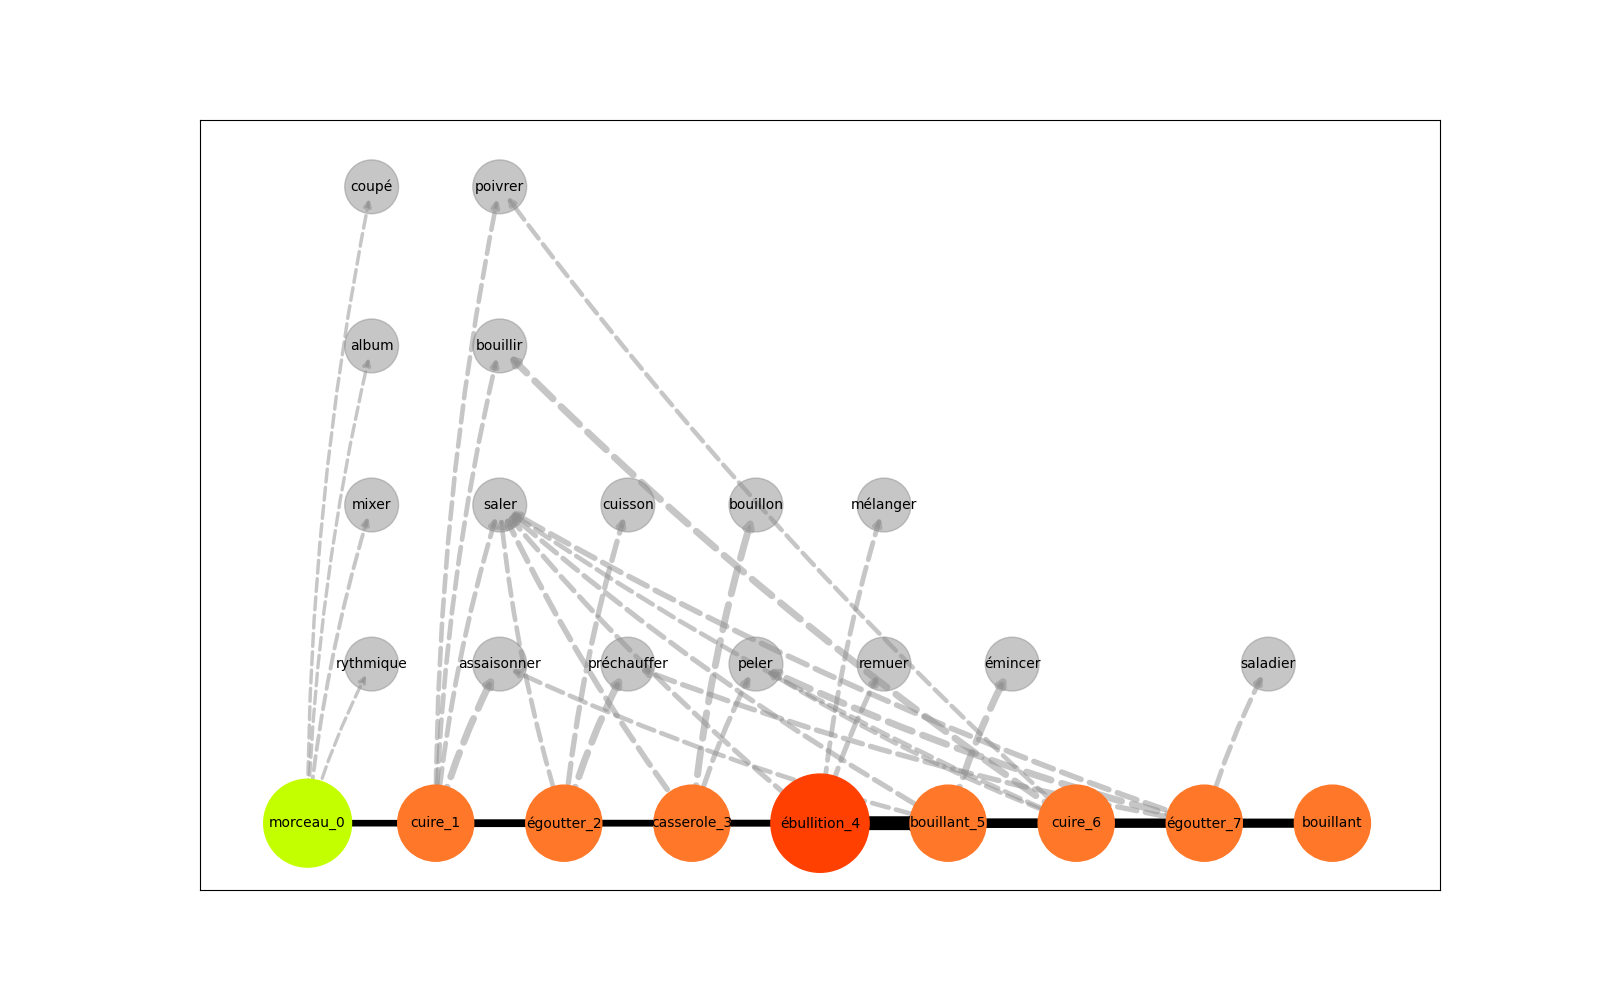 coupé
poivrer
album
bouillir
mixer
saler
cuisson
bouillon
mélanger
rythmique
assaisonner
préchauffer
peler
remuer
émincer
saladier
morceau_0
cuire_1
égoutter_2
casserole_3
ébullition_4
bouillant_5
cuire_6
égoutter_7
bouillant